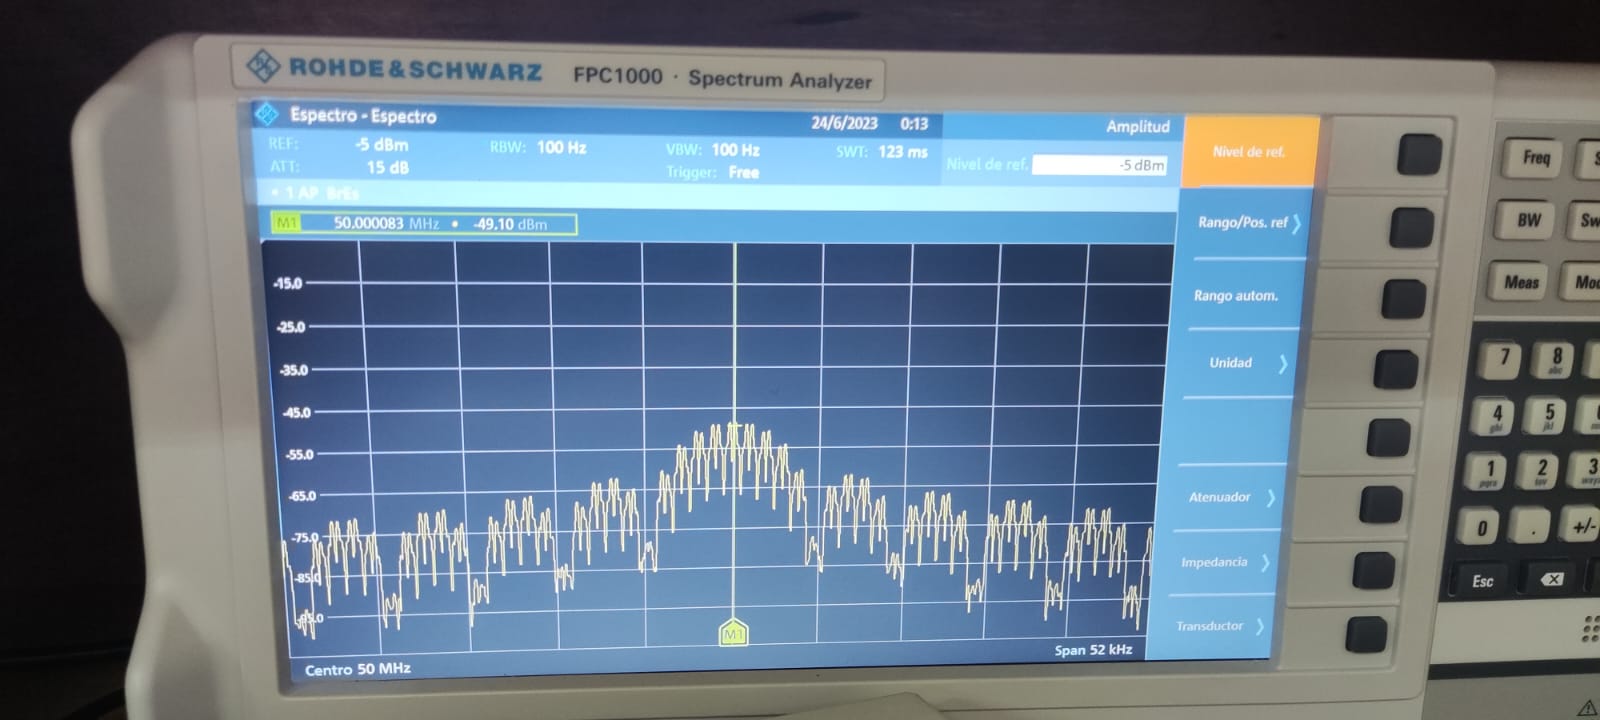 ROHDE & SCHWARZ FPC1000 · Spectrum Analyzer
Espectro - Espectro 24/6/2023 0:13 Amplitud
REF: -5 dBm RBW: 100 Hz VBW: 100 Hz SWT: 123 ms Nivel de ref. -5 dBm
ATT: 15 dB Trigger: Free
• 1 AP BrEs
M1 50.000083 MHz • -49.10 dBm
-15.0
-25.0
-35.0
-45.0
-55.0
-65.0
-75.0
-85.0
-95.0
M1
Centro 50 MHz Span 52 kHz
Nivel de ref.
Rango/Pos. ref
Rango autom.
Unidad
Atenuador
Impedancia
Transductor
Freq
BW Sw
Meas Mod
7 8 abc
4 ghi 5 jkl
1 pqrs 2 tuv 3
0 . +/-
Esc